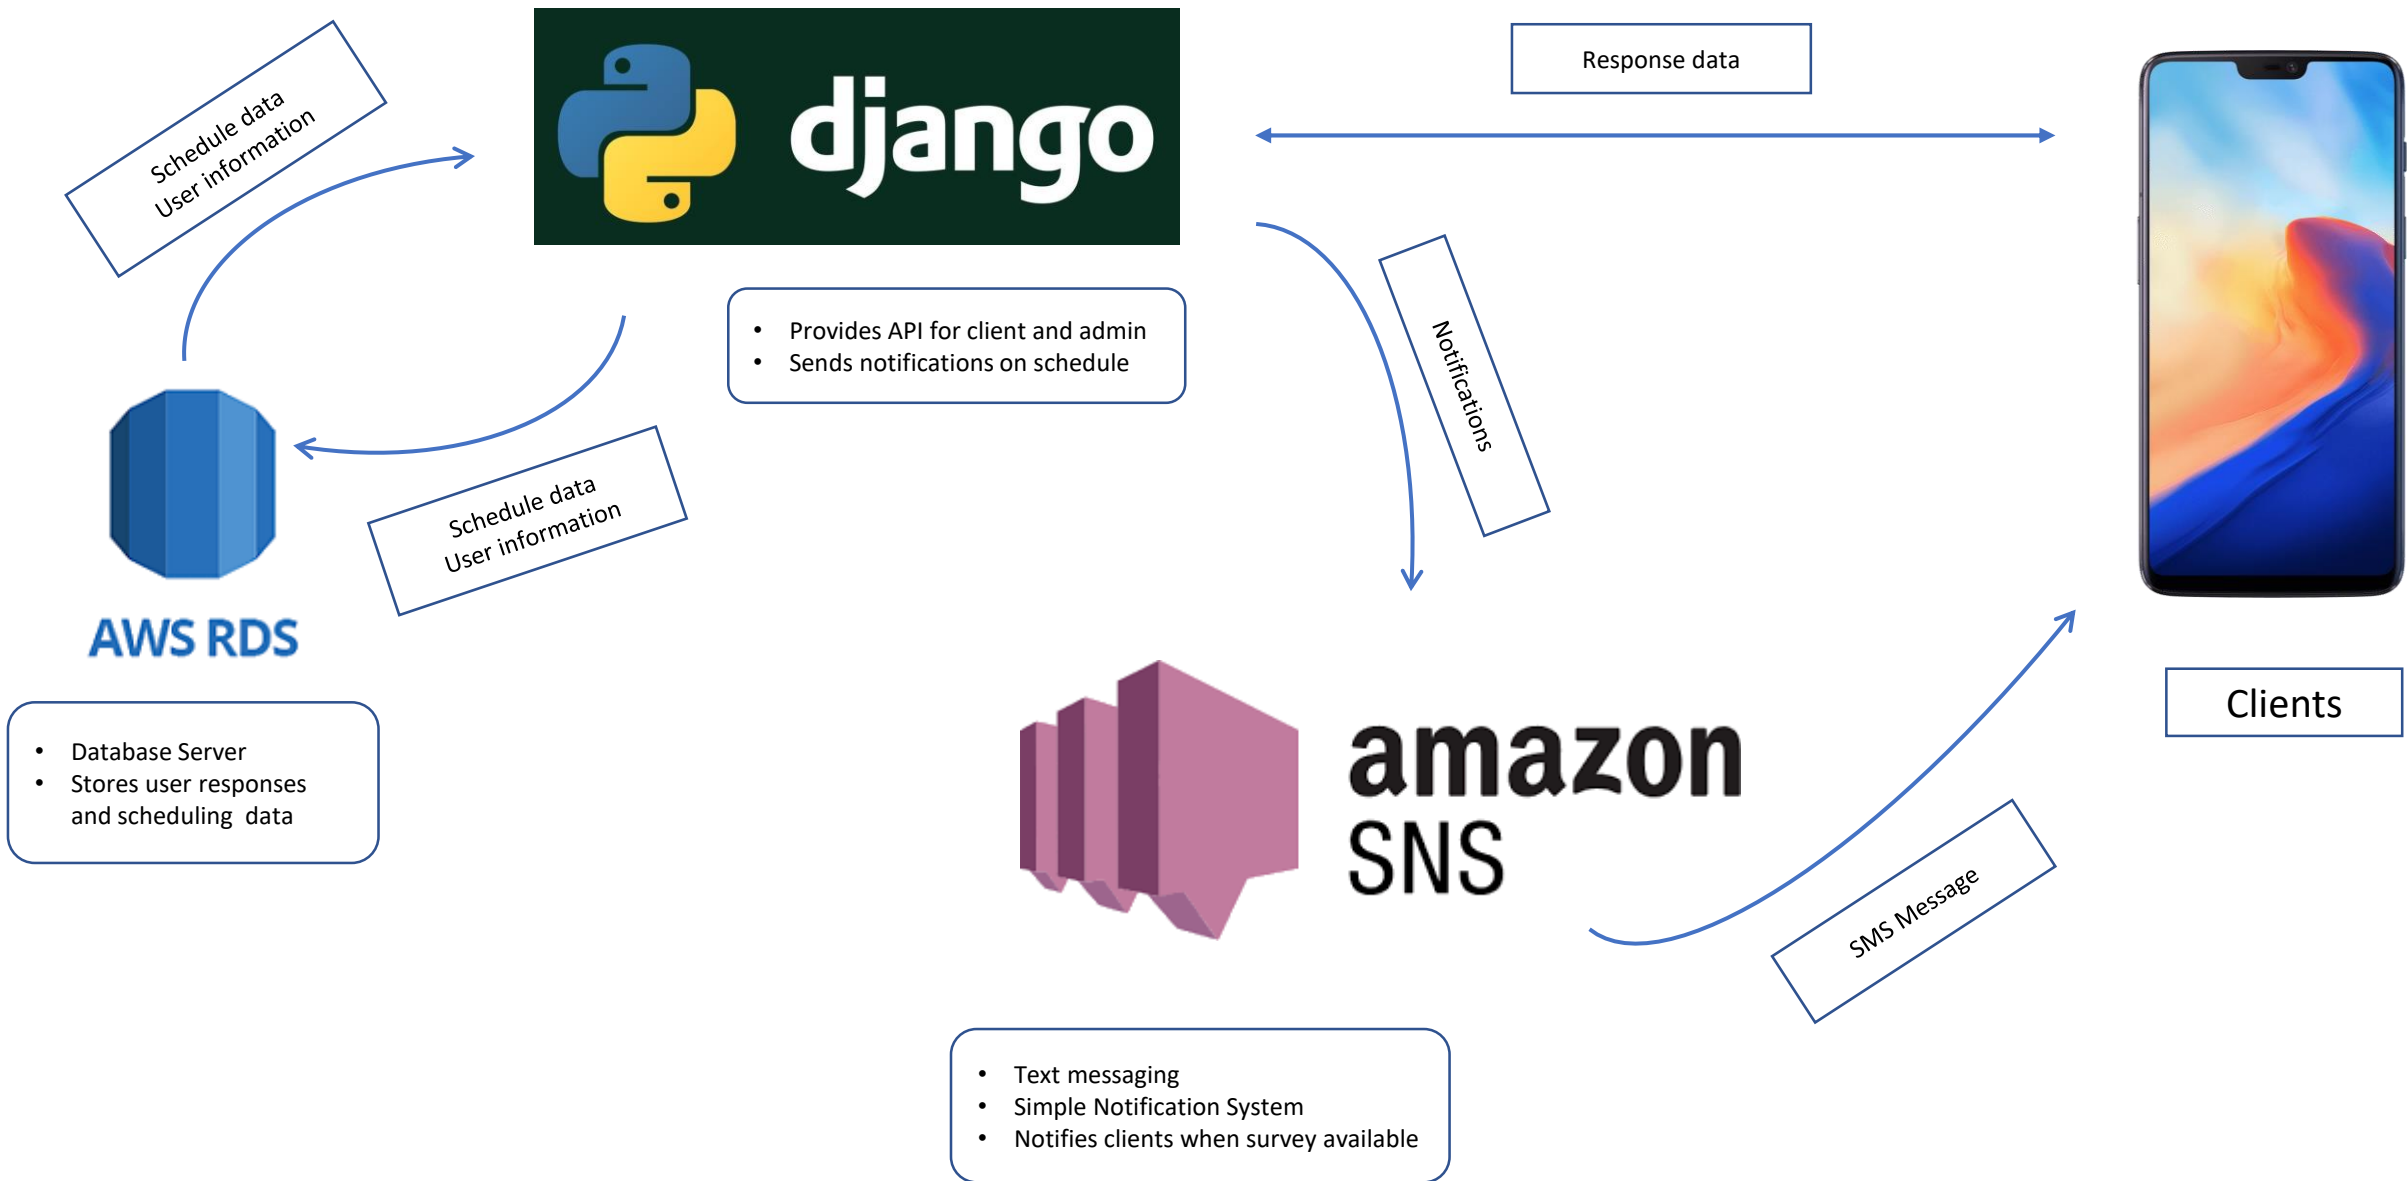 Schedule data
User information
django
Response data
• Provides API for client and admin
• Sends notifications on schedule
Notifications
Schedule data
User information
AWS RDS
• Database Server
• Stores user responses
and scheduling data
amazon
SNS
Clients
SMS Message
• Text messaging
• Simple Notification System
• Notifies clients when survey available